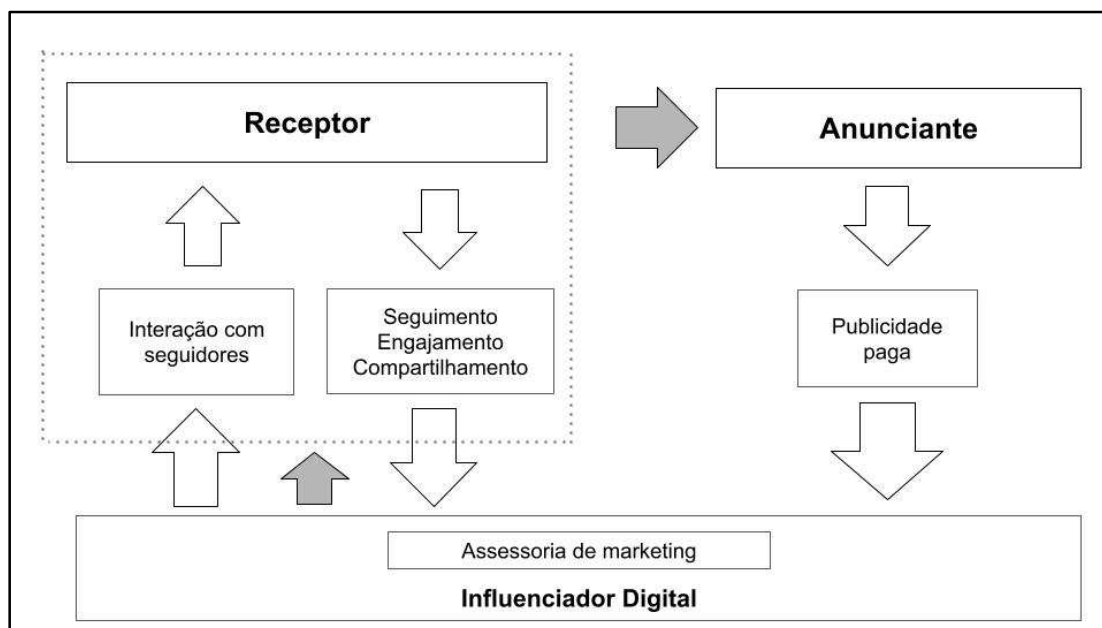 Receptor
Anunciante
Interação com
seguidores
Seguimento
Engajamento
Compartilhamento
Publicidade
paga
Assessoria de marketing
Influenciador Digital